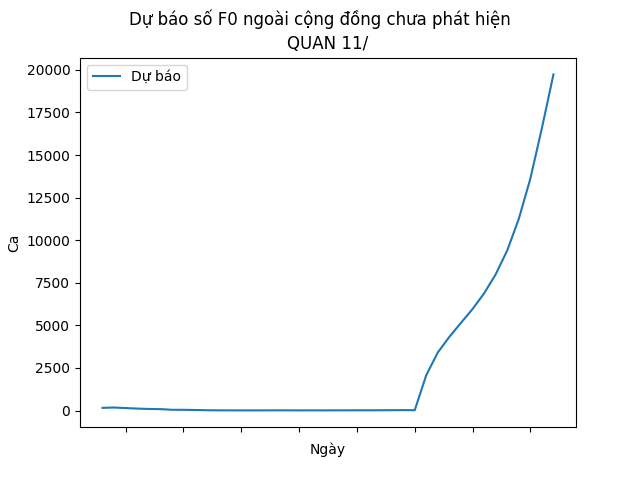 Dự báo số F0 ngoài cộng đồng chưa phát hiện
QUAN 11/
Dự báo
20000
17500
15000
12500
10000
7500
5000
2500
0
Ca
Ngày